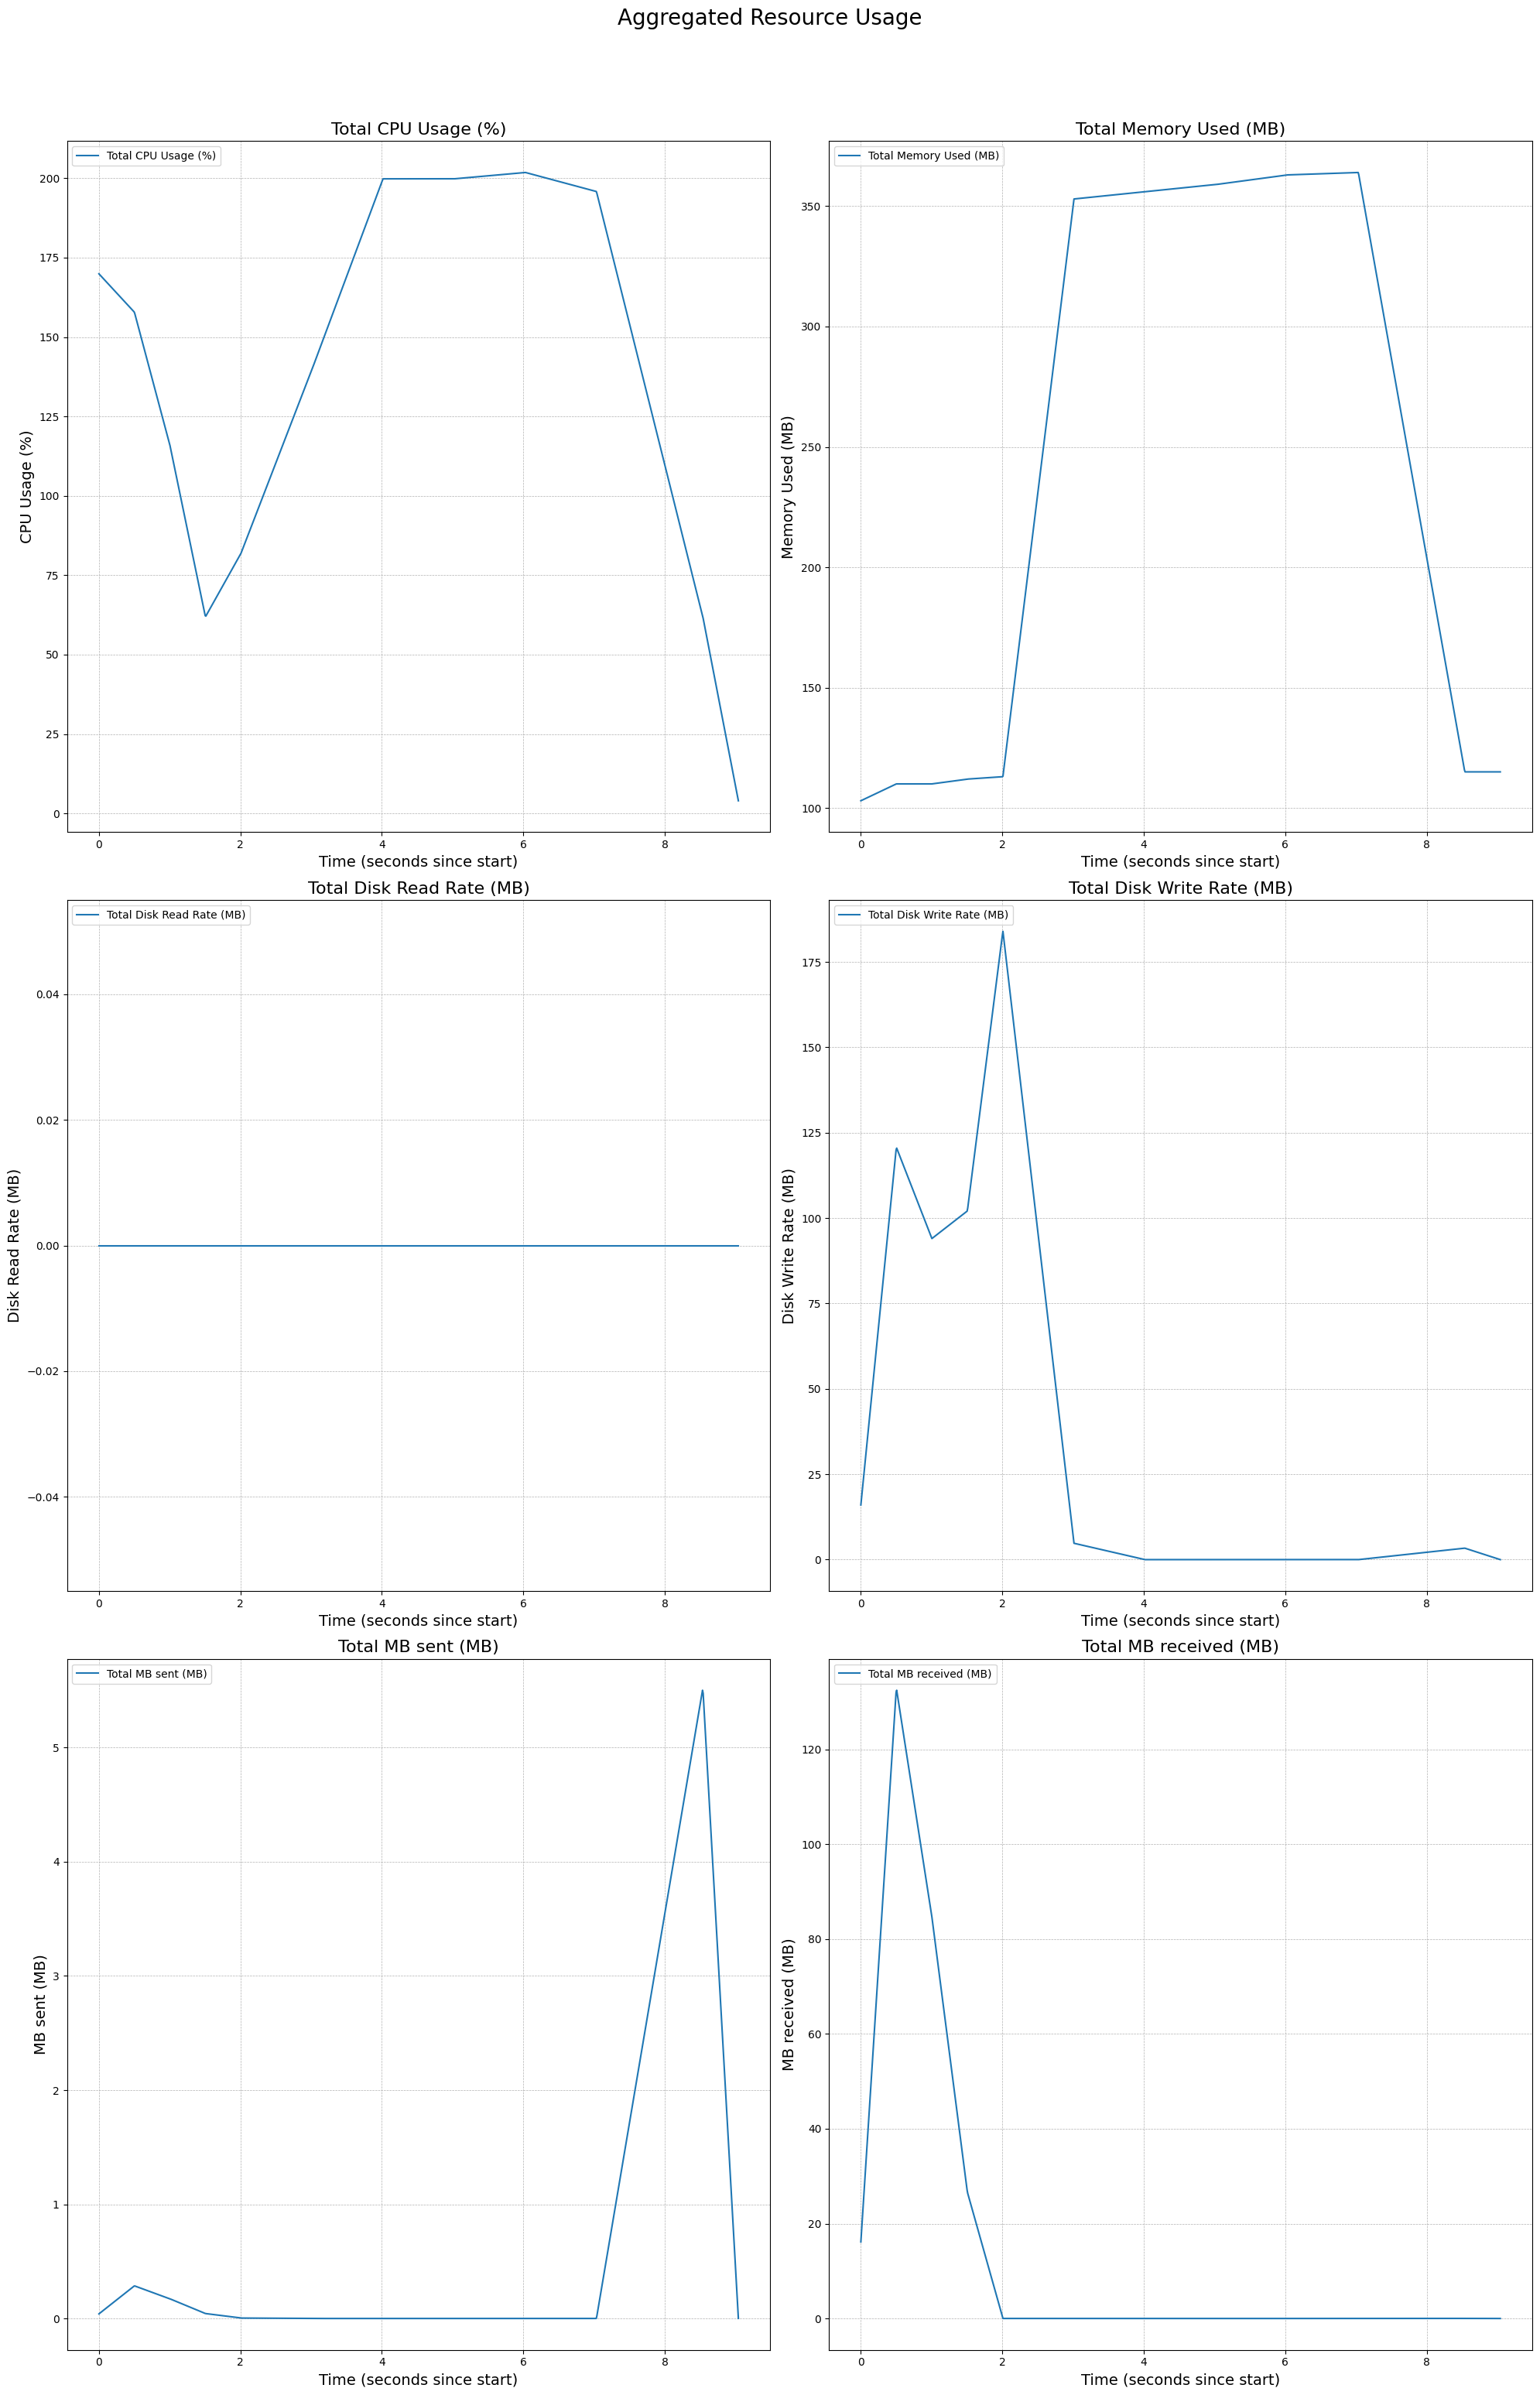 Aggregated Resource Usage
Total CPU Usage (%)
Total CPU Usage (%)
CPU Usage (%)
200
175
150
125
100
75
50
25
0
0 2 4 6 8
Time (seconds since start)
Total Memory Used (MB)
Total Memory Used (MB)
Memory Used (MB)
350
300
250
200
150
100
0 2 4 6 8
Time (seconds since start)
Total Disk Read Rate (MB)
Total Disk Read Rate (MB)
Disk Read Rate (MB)
0.04
0.02
0.00
−0.02
−0.04
0 2 4 6 8
Time (seconds since start)
Total Disk Write Rate (MB)
Total Disk Write Rate (MB)
Disk Write Rate (MB)
175
150
125
100
75
50
25
0
0 2 4 6 8
Time (seconds since start)
Total MB sent (MB)
Total MB sent (MB)
MB sent (MB)
5
4
3
2
1
0
0 2 4 6 8
Time (seconds since start)
Total MB received (MB)
Total MB received (MB)
MB received (MB)
120
100
80
60
40
20
0
0 2 4 6 8
Time (seconds since start)